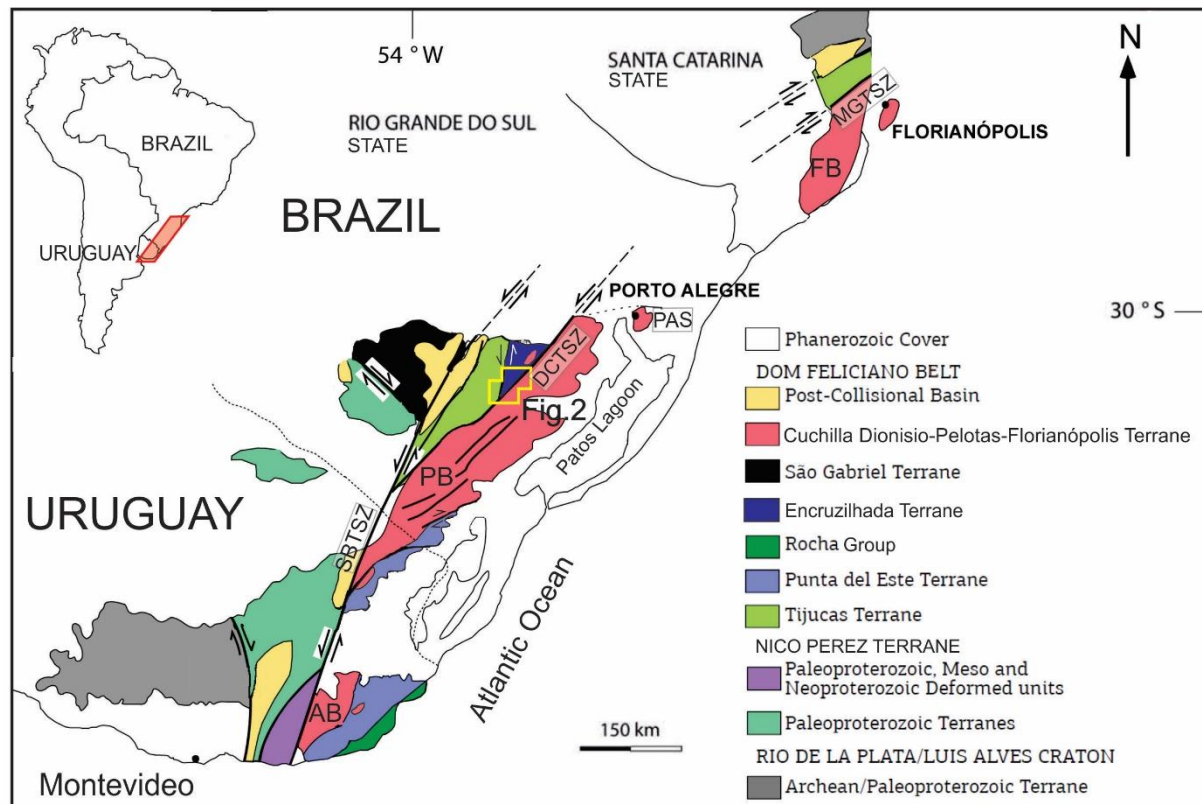 54 ° W
SANTA CATARINA
STATE
N
BRAZIL
RIO GRANDE DO SUL
STATE
MGTSZ
FLORIANÓPOLIS
FB
BRAZIL
URUGUAY
PORTO ALEGRE
PAS
30 ° S
DCTSZ
Fig.2
Patos Lagoon
PB
URUGUAY
SBTSZ
Atlantic Ocean
AB
150 km
Montevideo
Phanerozoic Cover
DOM FELICIANO BELT
Post-Collisional Basin
Cuchilla Dionisio-Pelotas-Florianópolis Terrane
São Gabriel Terrane
Encruzilhada Terrane
Rocha Group
Punta del Este Terrane
Tijucas Terrane
NICO PEREZ TERRANE
Paleoproterozoic, Meso and
Neoproterozoic Deformed units
Paleoproterozoic Terranes
RIO DE LA PLATA/LUIS ALVES CRATON
Archean/Paleoproterozoic Terrane